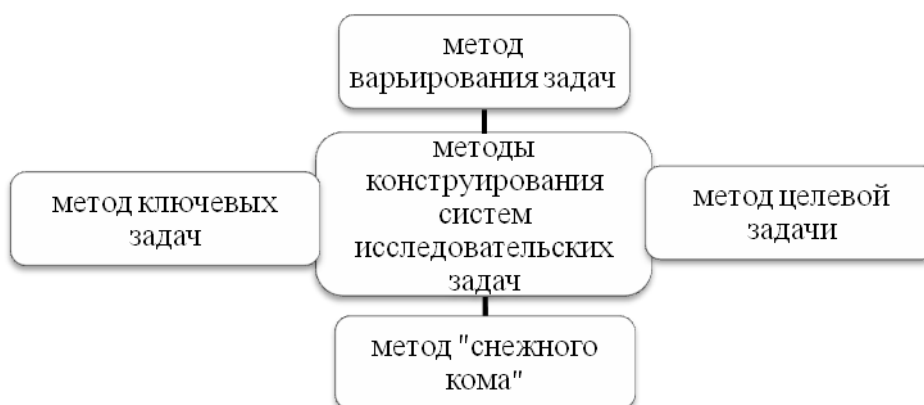 метод
варьирования задач
метод ключевых
задач
методы
конструирования
систем
исследовательских
задач
метод целевой
задачи
метод "снежного
кома"